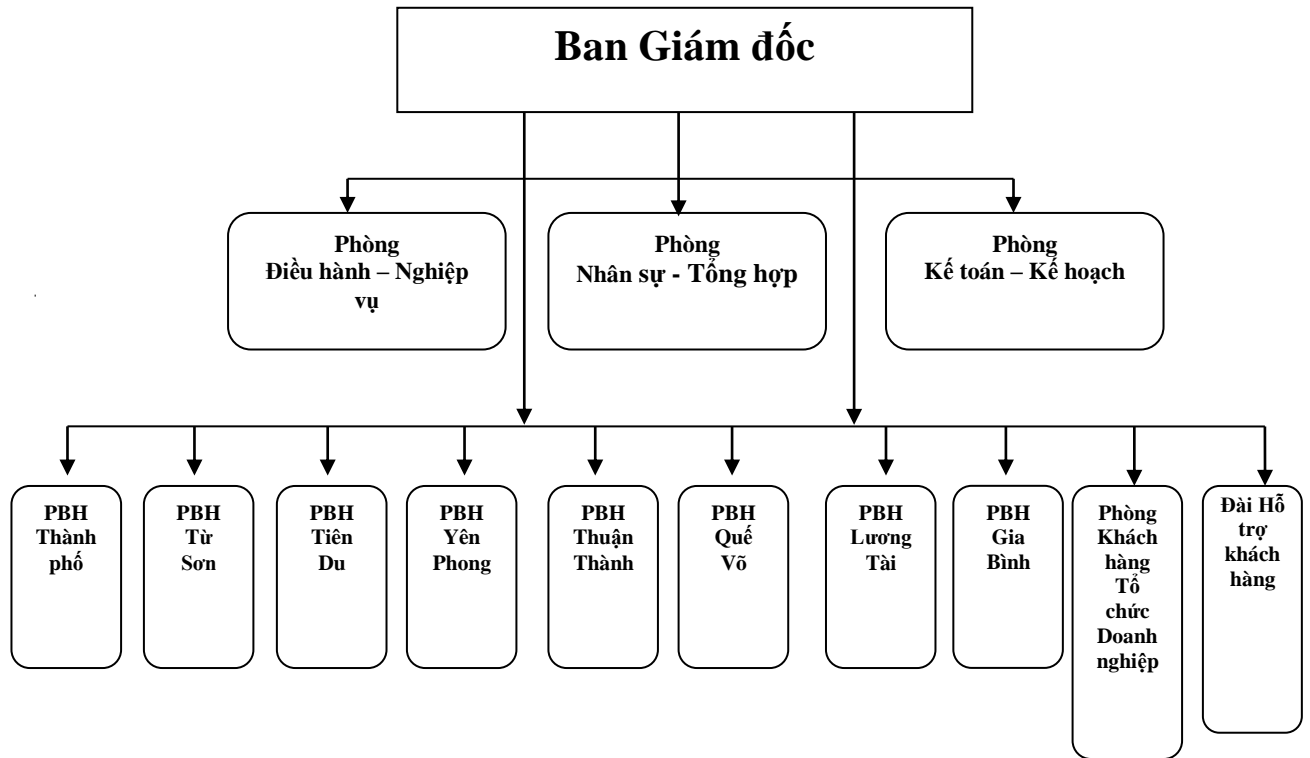 Ban Giám đốc
Phòng
Điều hành – Nghiệp
vụ
Phòng
Nhân sự - Tổng hợp
Phòng
Kế toán – Kế hoạch
PBH
Thành
phố
PBH
Từ
Sơn
PBH
Tiên
Du
PBH
Yên
Phong
PBH
Thuận
Thành
PBH
Quế
Võ
PBH
Lương
Tài
PBH
Gia
Bình
Phòng
Khách
hàng
Tổ
chức
Doanh
nghiệp
Đài Hỗ
trợ
khách
hàng